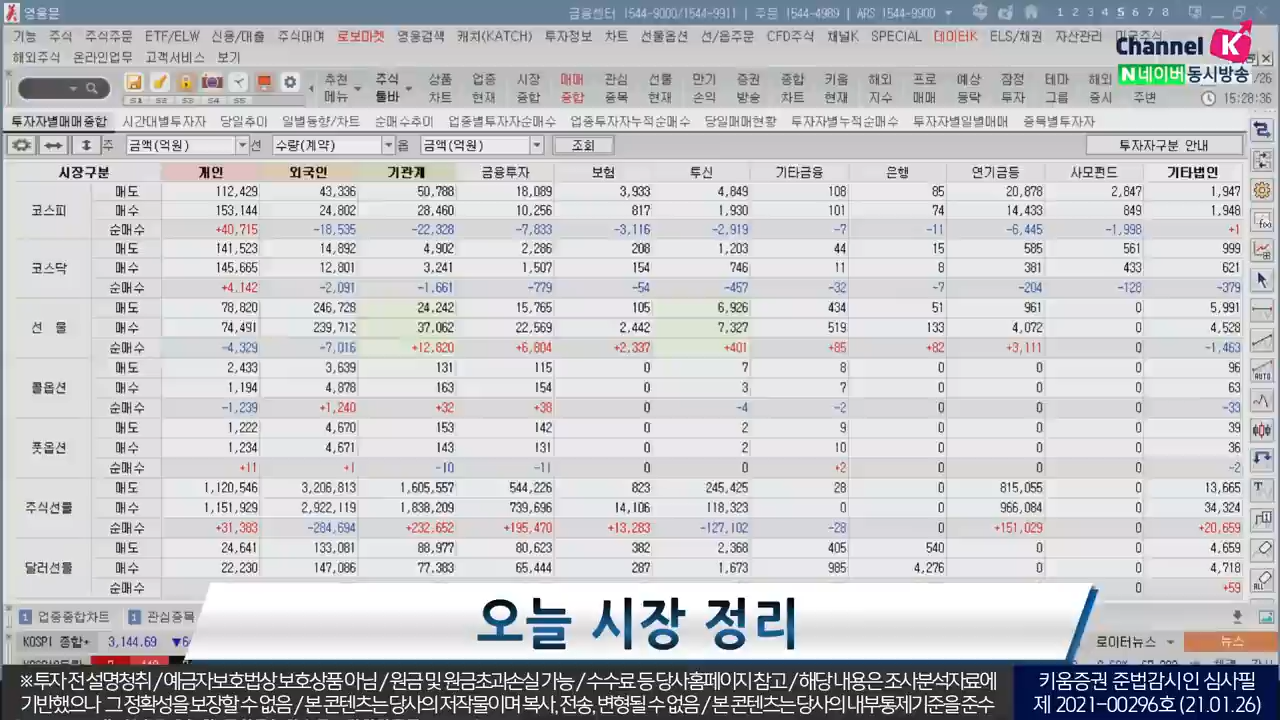 영웅문 금융센터 1544-9000/1544-9911 | 주문 1544-4989 | ARS 1544-9900 1 2 3 4 5 6 7 8
기능 주식 주식주문 ETF/ELW 신용/대출 주식대여 로보마켓 영웅검색 캐치(KATCH) 투자정보 차트 선물옵션 선/옵주문 CFD주식 채널K SPECIAL 데이터K ELS/채권 자산관리
해외주식 온라인업무 고객서비스 보기
Channel K
N 네이버 동시방송
추천 주식 상품 업종 시장 매매 관심 선물 만기 증권 종합 키움 해외 프로 예상 잠정 테마 해외
메뉴 툴바 차트 현재 종합 종합 종목 현재 손익 방송 차트 현재 지수 매매 등락 투자 그룹 증시 주변
S1 S2 S3 S4 S5
15:28:36
투자자별매매종합 시간대별투자자 당일추이 일별동향/차트 순매수추이 업종별투자자순매수 업종투자자누적순매수 당일매매현황 투자자별누적순매수 투자자별일별매매 종목별투자자
주 금액(억원) 선 수량(계약) 옵 금액(억원) 조회 투자자구분 안내
시장구분 개인 외국인 기관계 금융투자 보험 투신 기타금융 은행 연기금등 사모펀드 기타법인
코스피 매도 112,429 43,336 50,788 18,089 3,933 4,849 108 85 20,878 2,847 1,947
매수 153,144 24,802 28,460 10,256 817 1,930 101 74 14,433 849 1,948
순매수 +40,715 -18,535 -22,328 -7,833 -3,116 -2,919 -7 -11 -6,445 -1,998 +1
코스닥 매도 141,523 14,892 4,902 2,286 208 1,203 44 15 585 561 999
매수 145,665 12,801 3,241 1,507 154 746 11 8 381 433 621
순매수 +4,142 -2,091 -1,661 -779 -54 -457 -32 -7 -204 -128 -379
선 물 매도 78,820 246,728 24,242 15,765 105 6,926 434 51 961 0 5,991
매수 74,491 239,712 37,062 22,569 2,442 7,327 519 133 4,072 0 4,528
순매수 -4,329 -7,016 +12,820 +6,804 +2,337 +401 +85 +82 +3,111 0 -1,463
콜옵션 매도 2,433 3,639 131 115 0 7 8 0 0 0 96
매수 1,194 4,878 163 154 0 3 7 0 0 0 63
순매수 -1,239 +1,240 +32 +38 0 -4 -2 0 0 0 -33
풋옵션 매도 1,222 4,670 153 142 0 2 9 0 0 0 39
매수 1,234 4,671 143 131 0 2 10 0 0 0 36
순매수 +11 +1 -10 -11 0 0 +2 0 0 0 -2
주식선물 매도 1,120,546 3,206,813 1,605,557 544,226 823 245,425 28 0 815,055 0 13,665
매수 1,151,929 2,922,119 1,838,209 739,696 14,106 118,323 0 0 966,084 0 34,324
순매수 +31,383 -284,694 +232,652 +195,470 +13,283 -127,102 -28 0 +151,029 0 +20,659
달러선물 매도 24,641 133,081 88,977 80,623 382 2,368 405 540 0 0 4,659
매수 22,230 147,086 77,383 65,444 287 1,673 985 4,276 0 0 4,718
순매수 0 +59
1 업종종합차트 1 관심종목
오늘 시장 정리
KOSPI 종합+ 3,144.69 ▼6 로이터뉴스 뉴스
※ 투자 전 설명청취 / 예금자보호법상 보호상품 아님 / 원금 및 원금초과손실 가능 / 수수료 등 당사홈페이지 참고 / 해당 내용은 조사분석자료에
기반했으나 그 정확성을 보장할 수 없음 / 본 콘텐츠는 당사의 저작물이며 복사, 전송, 변형될 수 없음 / 본 콘텐츠는 당사의 내부통제기준을 준수
키움증권 준법감시인 심사필
제 2021-00296호 (21.01.26)